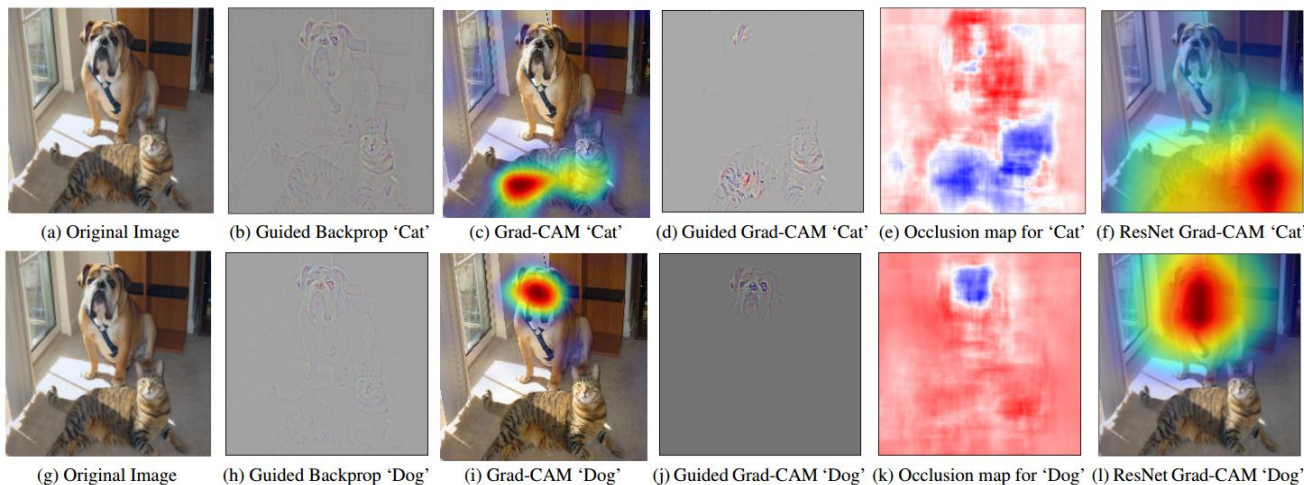 (a) Original Image
(b) Guided Backprop ‘Cat’
(c) Grad-CAM ‘Cat’
(d) Guided Grad-CAM ‘Cat’
(e) Occlusion map for ‘Cat’
(f) ResNet Grad-CAM ‘Cat’
(g) Original Image
(h) Guided Backprop ‘Dog’
(i) Grad-CAM ‘Dog’
(j) Guided Grad-CAM ‘Dog’
(k) Occlusion map for ‘Dog’
(l) ResNet Grad-CAM ‘Dog’